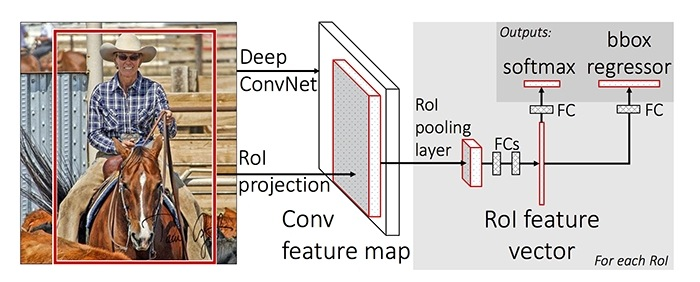 Deep
ConvNet
RoI
projection
Conv
feature map
RoI
pooling
layer
FCs
RoI feature
vector
For each RoI
Outputs:
softmax
bbox
regressor
FC
FC